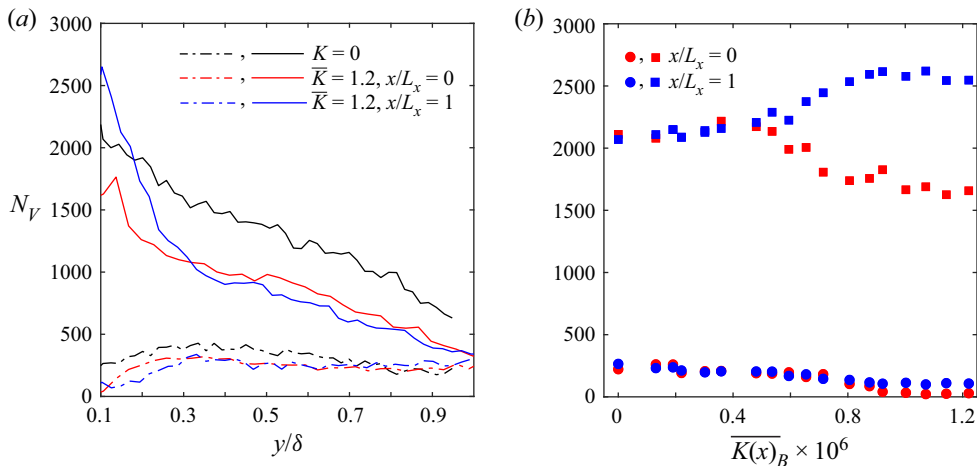 (a)
3000
2500
2000
1500
1000
500
0
N_V
0.1 0.3 0.5 0.7 0.9
y/δ
, K = 0
, K̅ = 1.2, x/L_x = 0
, K̅ = 1.2, x/L_x = 1
(b)
3000
2500
2000
1500
1000
500
0
0 0.4 0.8 1.2
, x/L_x = 0
, x/L_x = 1
\overline{K(x)}_B × 10⁶